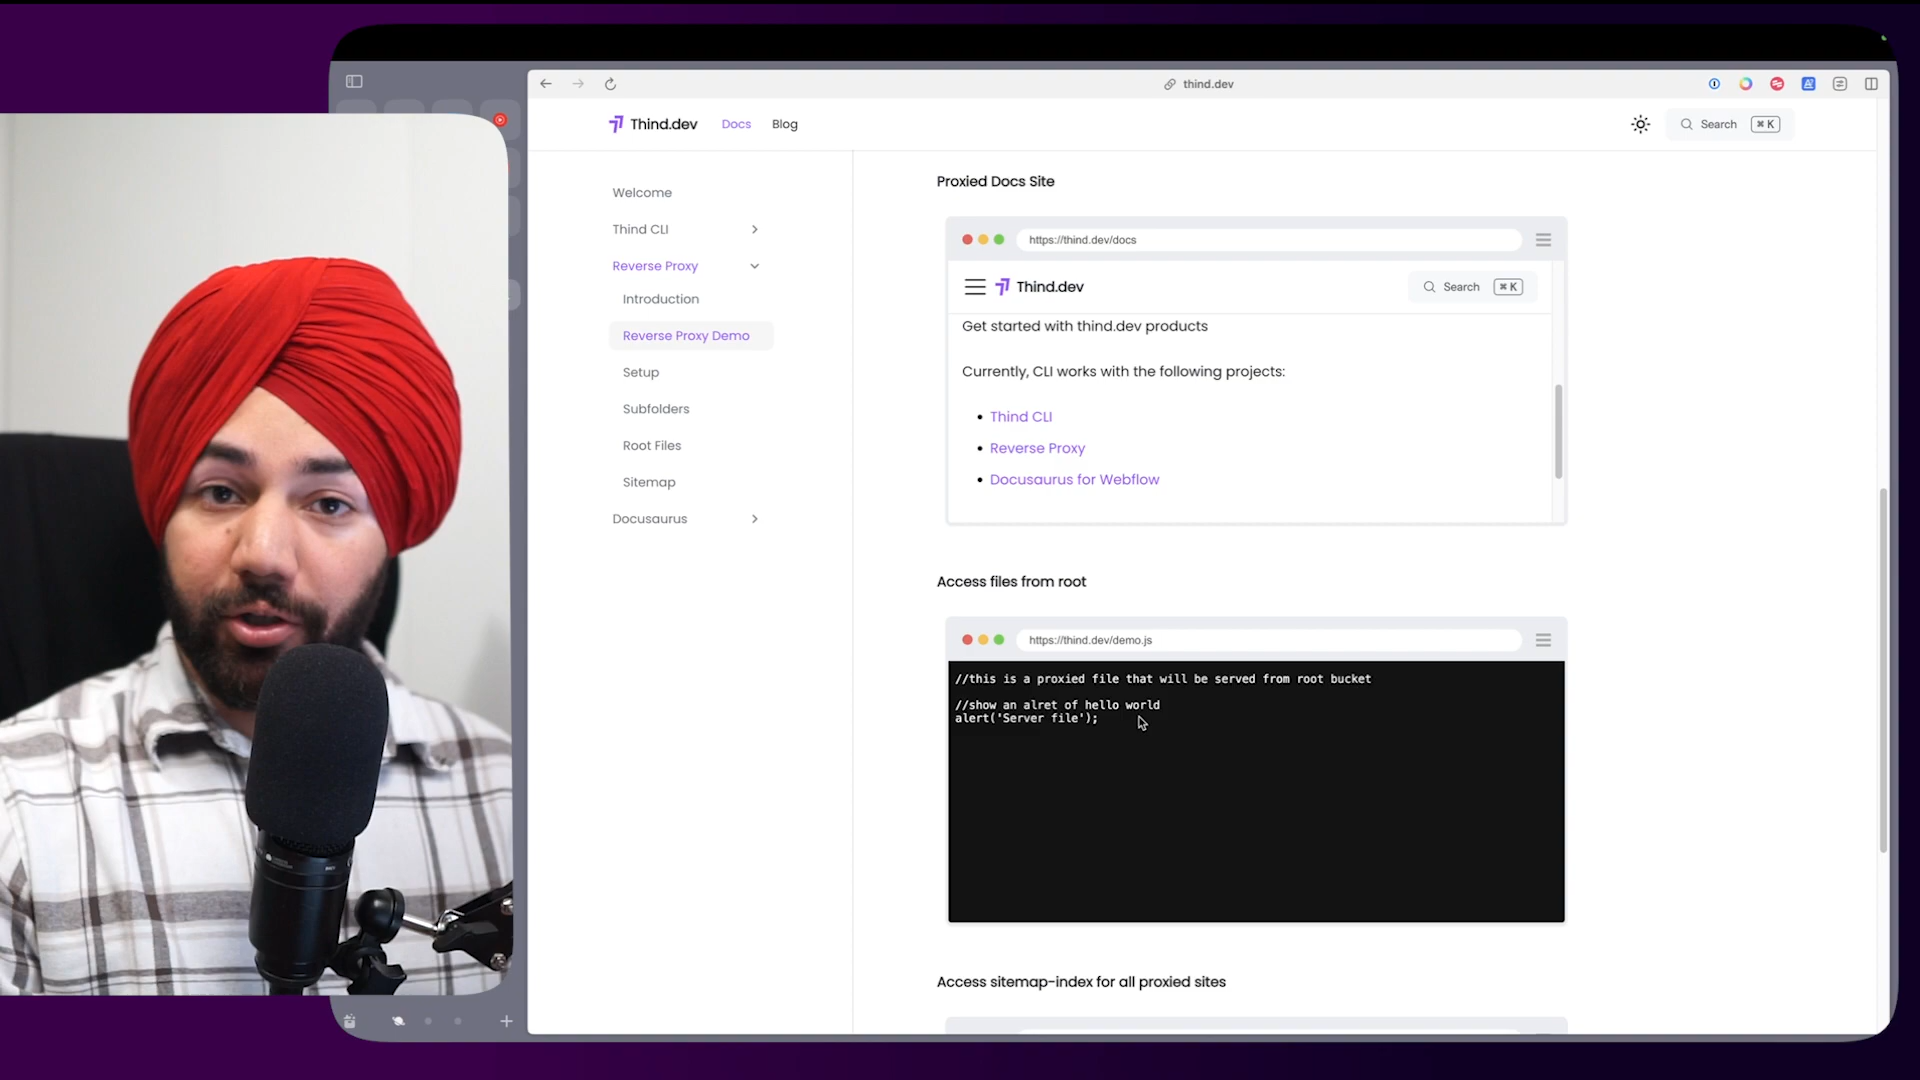 thind.dev
Thind.dev
Docs
Blog
Search
⌘ K
Welcome
Thind CLI
Reverse Proxy
Introduction
Reverse Proxy Demo
Setup
Subfolders
Root Files
Sitemap
Docusaurus
Proxied Docs Site
https://thind.dev/docs
Thind.dev
Search
⌘ K
Get started with thind.dev products
Currently, CLI works with the following projects:
• Thind CLI
• Reverse Proxy
• Docusaurus for Webflow
Access files from root
https://thind.dev/demo.js
//this is a proxied file that will be served from root bucket
//show an alret of hello world
alert('Server file');
Access sitemap-index for all proxied sites